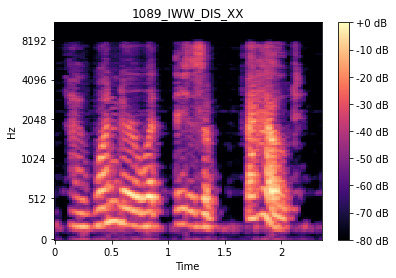 1089_IWW_DIS_XX
8192
4096
2048
1024
512
0
Hz
0
0.5
1
1.5
2
Time
+0 dB
-10 dB
-20 dB
-30 dB
-40 dB
-50 dB
-60 dB
-70 dB
-80 dB